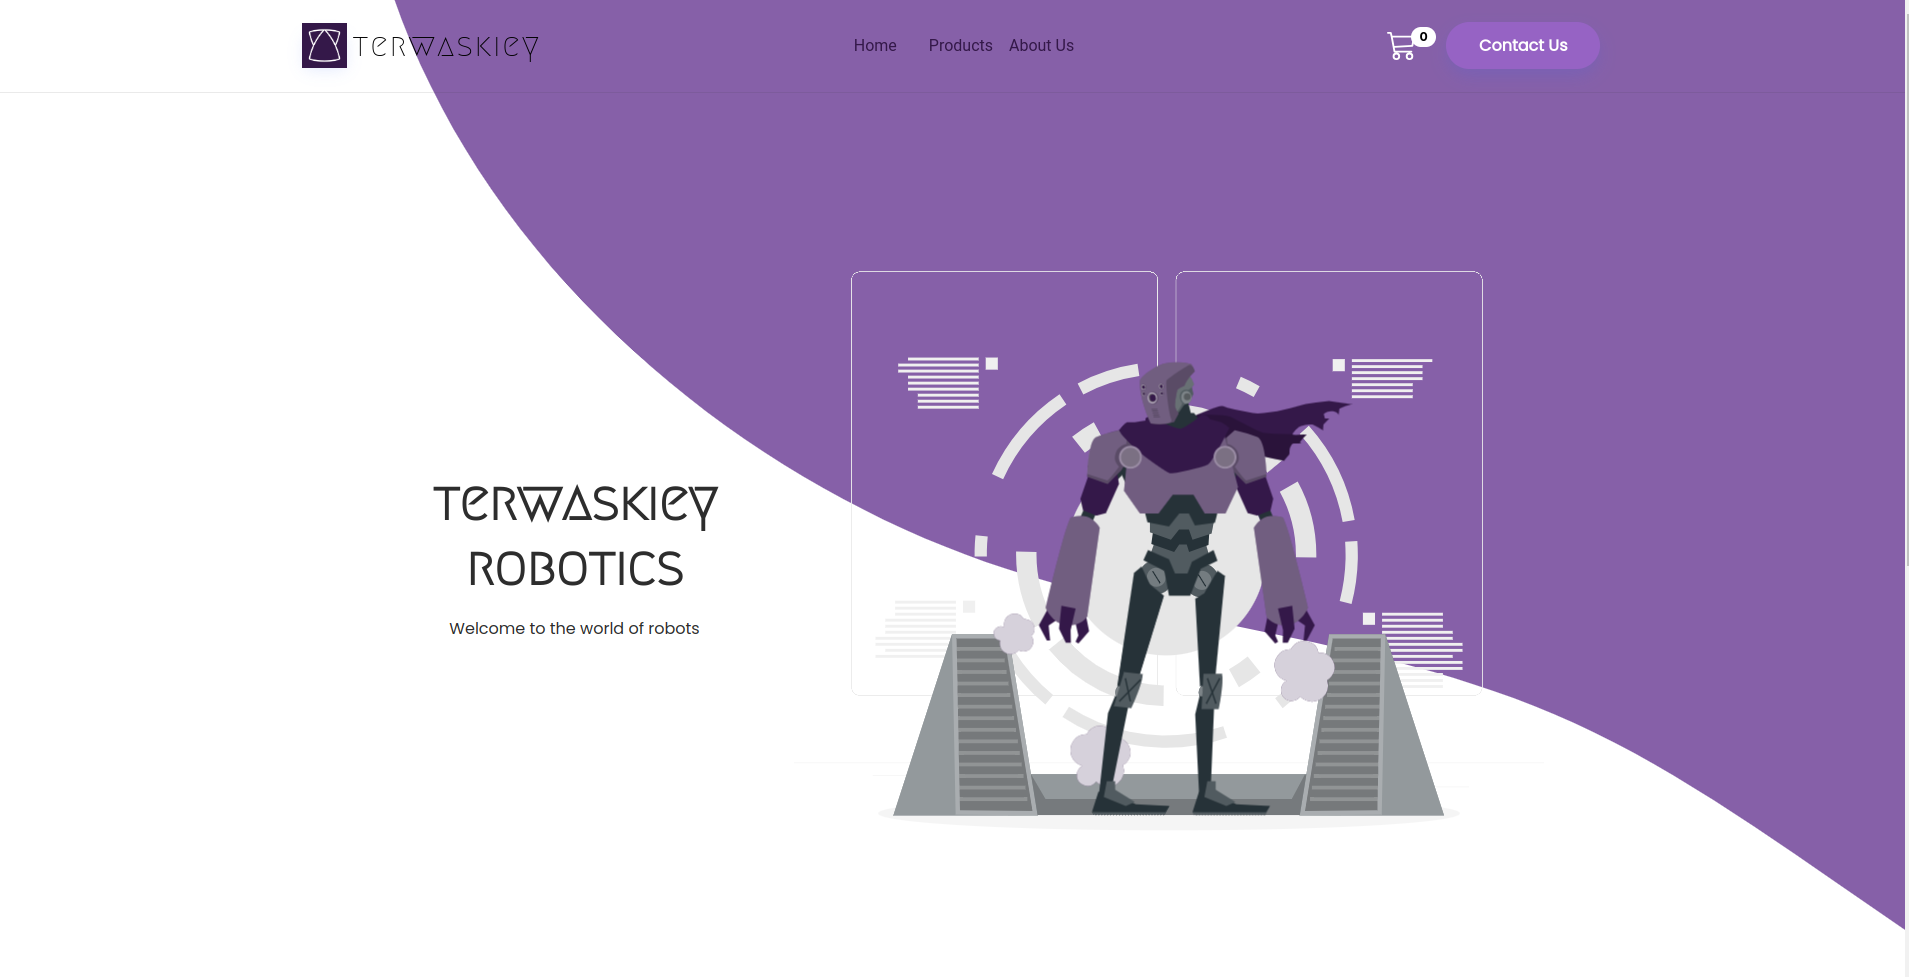 TERWASKIEY
Home Products About Us
0
Contact Us
TERWASKIEY
ROBOTICS
Welcome to the world of robots